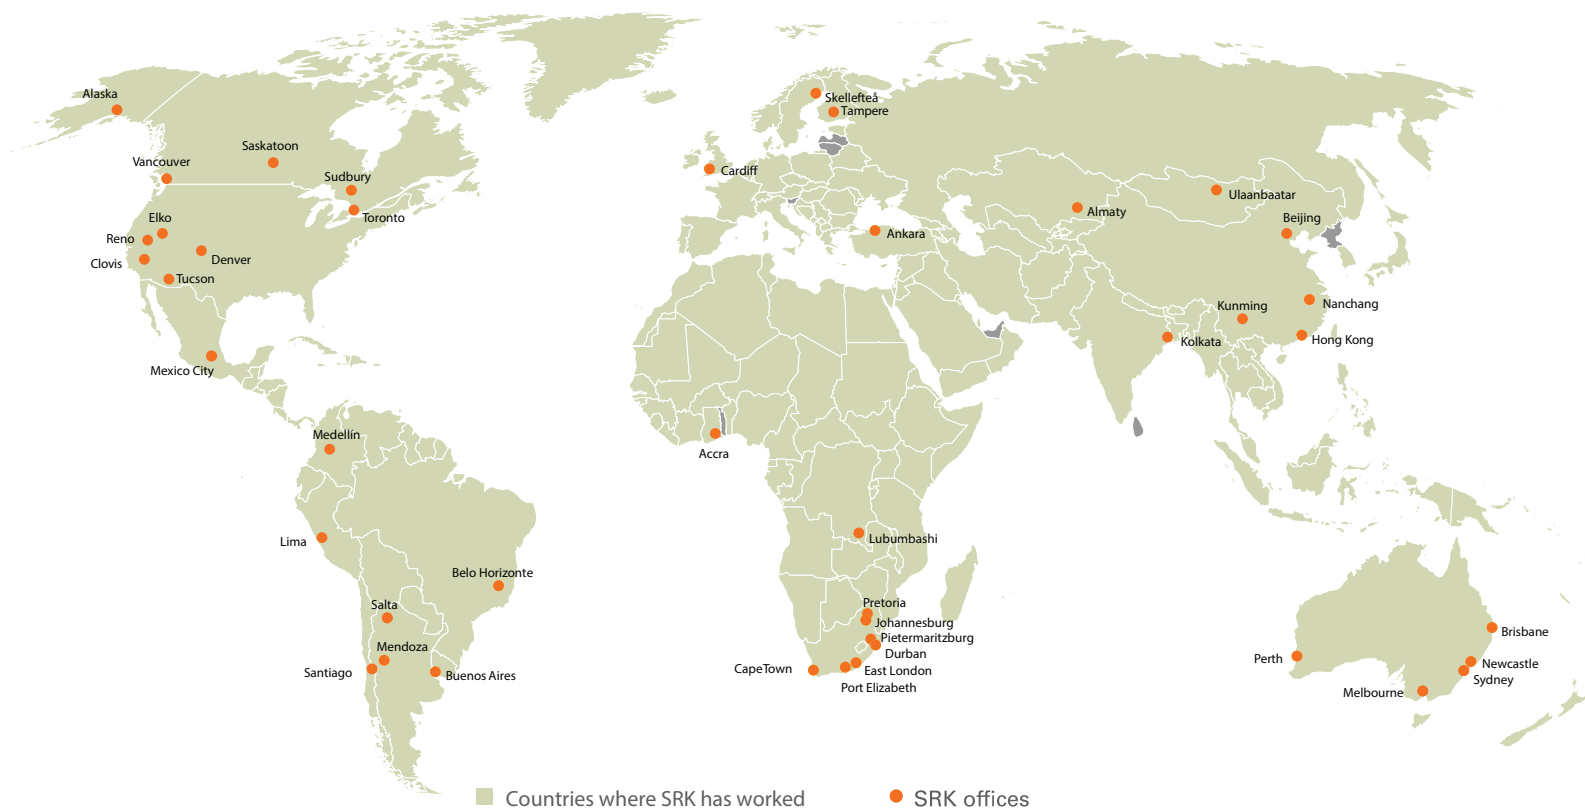 Alaska
Skellefteå
Tampere
Saskatoon
Vancouver
Cardiff
Sudbury
Ulaanbaatar
Almaty
Toronto
Elko
Beijing
Ankara
Reno
Denver
Clovis
Tucson
Nanchang
Kunming
Kolkata
Hong Kong
Mexico City
Medellín
Accra
Lima
Lubumbashi
Belo Horizonte
Salta
Pretoria
Johannesburg
Pietermaritzburg
Brisbane
Mendoza
Durban
Perth
Newcastle
Santiago
Buenos Aires
CapeTown
East London
Sydney
Port Elizabeth
Melbourne
Countries where SRK has worked
SRK offices